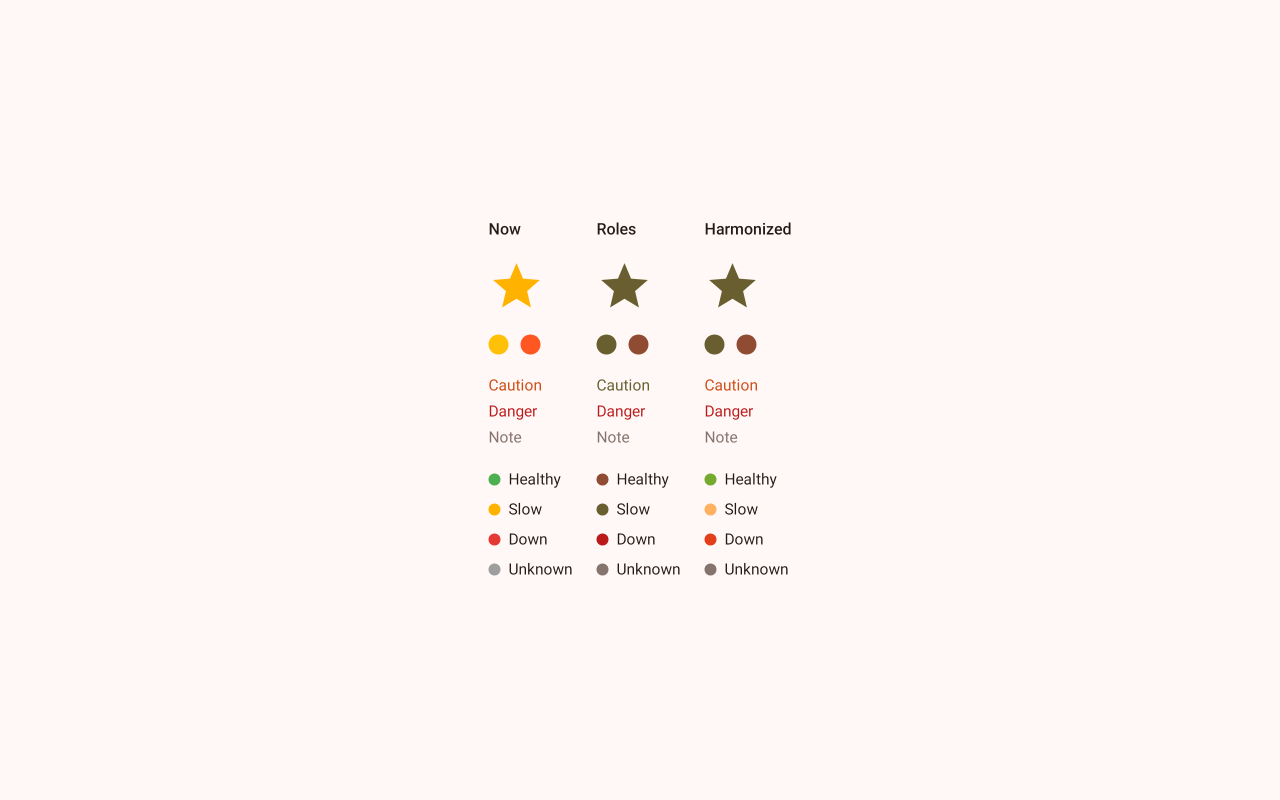 Now Roles Harmonized
Caution Caution Caution
Danger Danger Danger
Note Note Note
Healthy Healthy Healthy
Slow Slow Slow
Down Down Down
Unknown Unknown Unknown